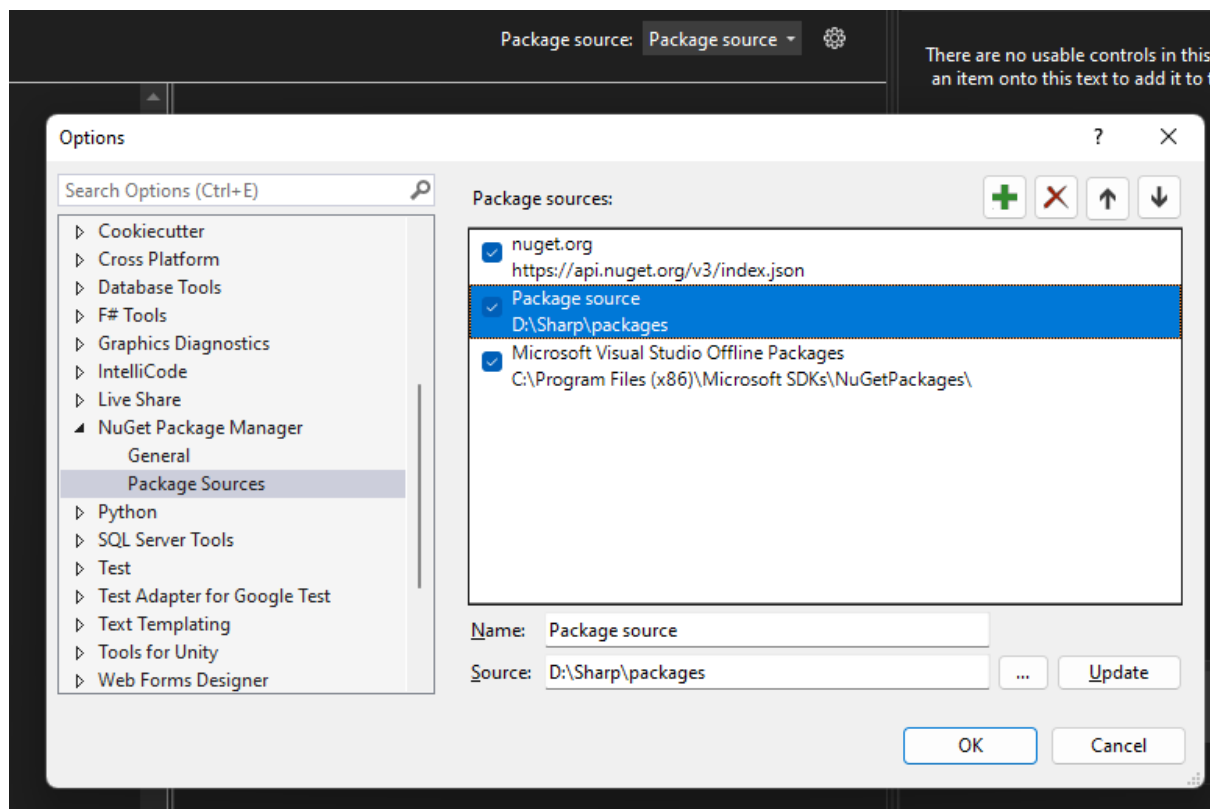 Package source: Package source
There are no usable controls in this
an item onto this text to add it to
Options
?
Search Options (Ctrl+E)
Package sources:
Cookiecutter
Cross Platform
Database Tools
F# Tools
Graphics Diagnostics
IntelliCode
Live Share
NuGet Package Manager
General
Package Sources
Python
SQL Server Tools
Test
Test Adapter for Google Test
Text Templating
Tools for Unity
Web Forms Designer
nuget.org
https://api.nuget.org/v3/index.json
Package source
D:\Sharp\packages
Microsoft Visual Studio Offline Packages
C:\Program Files (x86)\Microsoft SDKs\NuGetPackages\
Name: Package source
Source: D:\Sharp\packages ... Update
OK Cancel